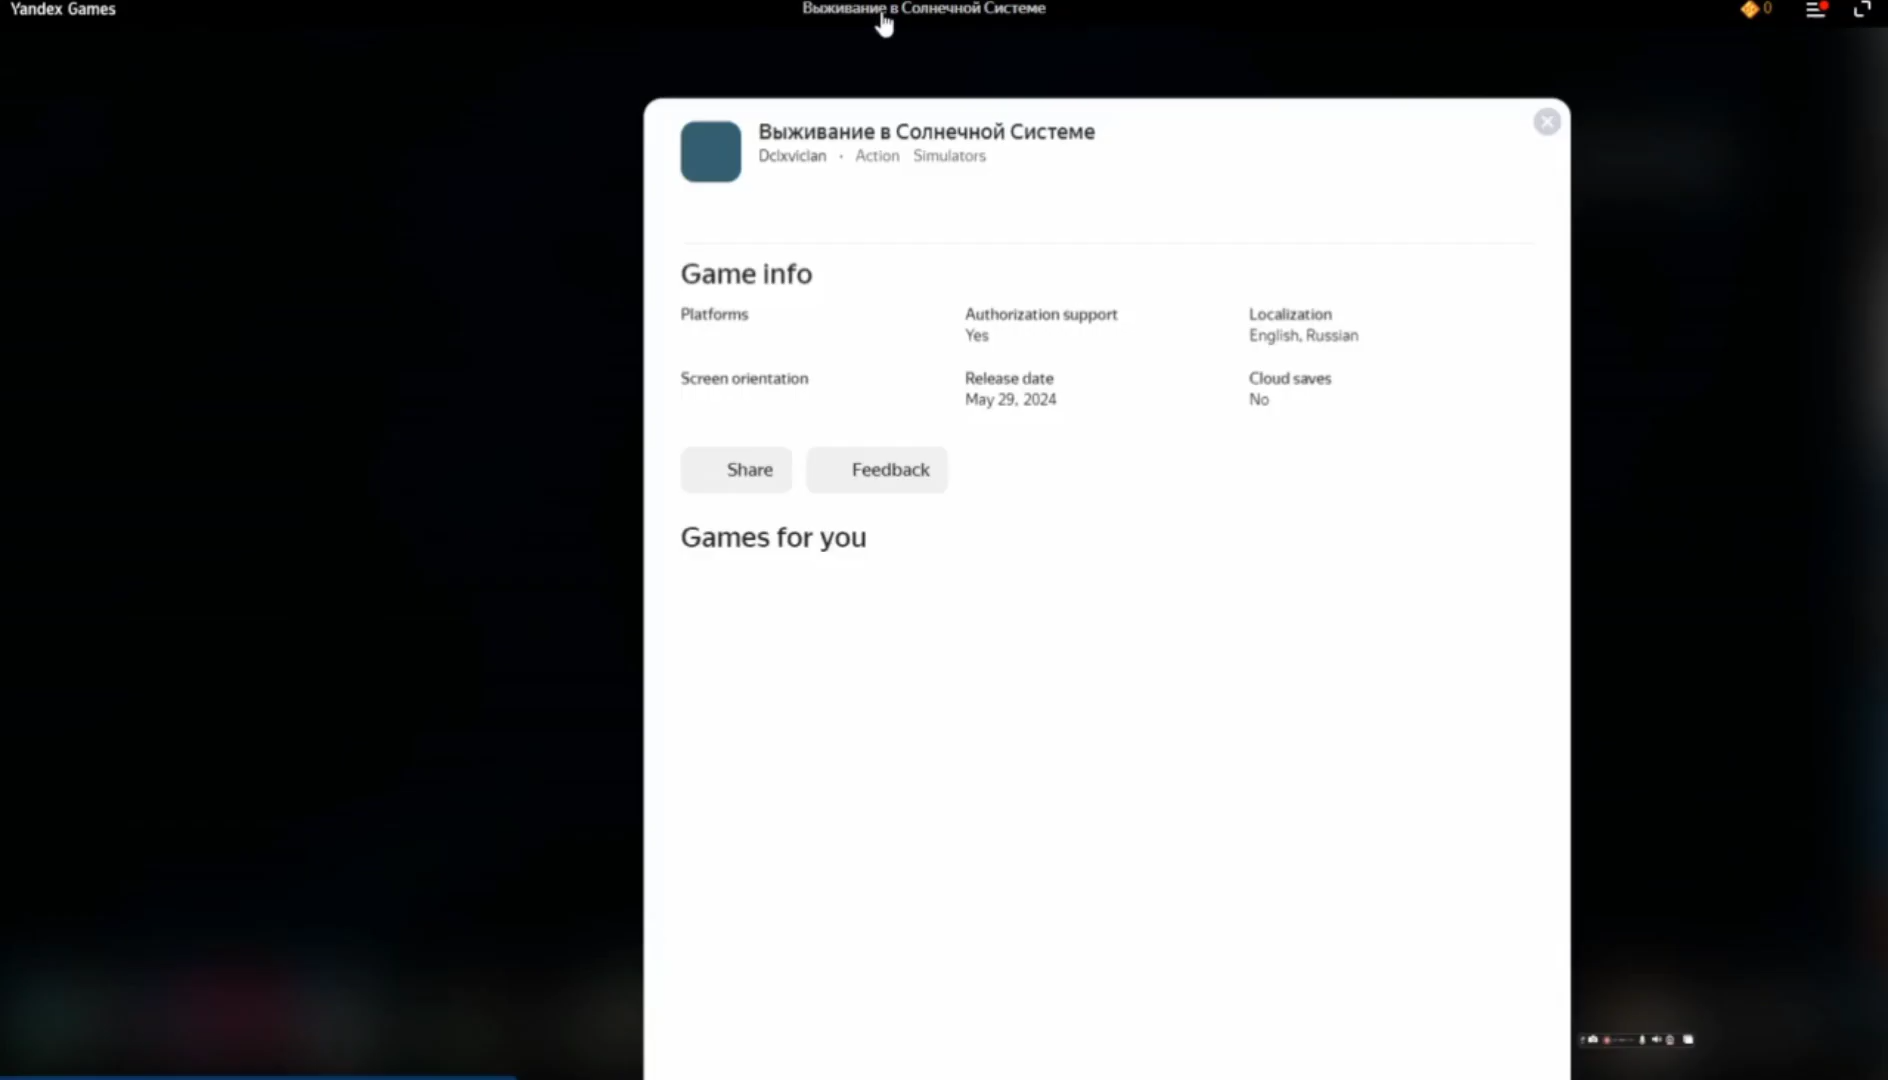 Yandex Games
Выживание в Солнечной Системе
0
Выживание в Солнечной Системе
Dclxviclan · Action Simulators
Game info
Platforms
Authorization support
Yes
Localization
English, Russian
Screen orientation
Release date
May 29, 2024
Cloud saves
No
Share
Feedback
Games for you